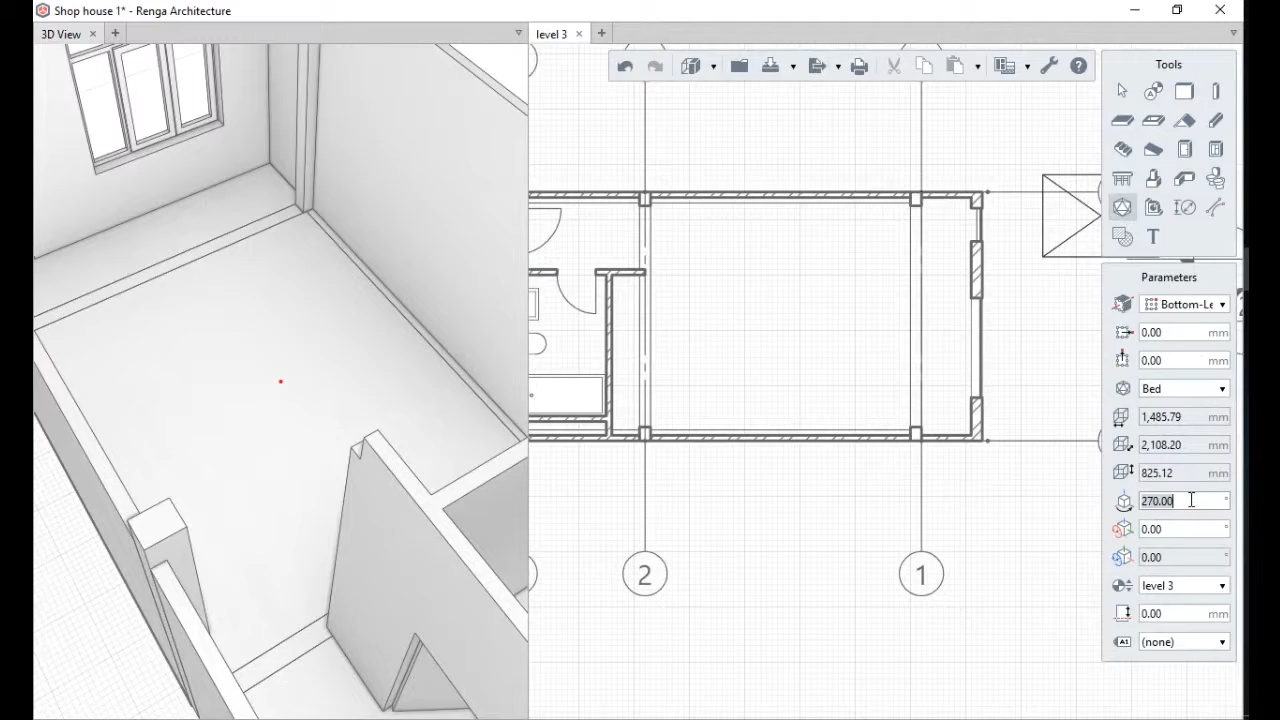 Shop house 1* - Renga Architecture
3D View
level 3
Tools
T
Parameters
Bottom-Le
0.00 mm
0.00 mm
Bed
1,485.79 mm
2,108.20 mm
825.12 mm
270.00 °
0.00 °
0.00 °
level 3
0.00 mm
A1 (none)
2
1